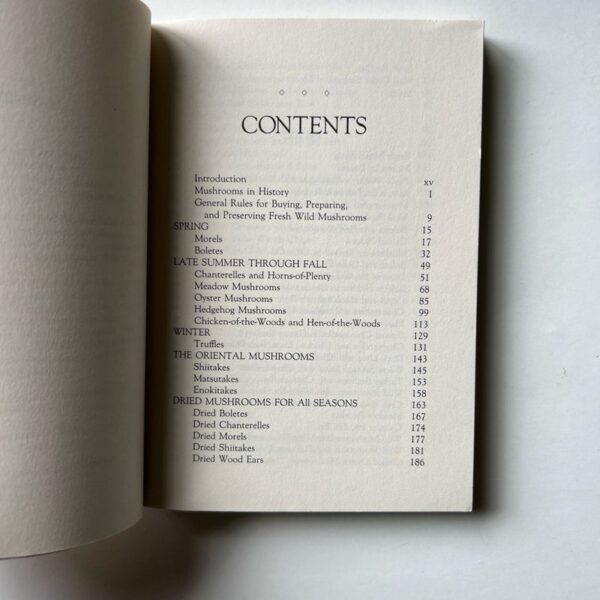 CONTENTS
Introduction xv
Mushrooms in History 1
General Rules for Buying, Preparing,
and Preserving Fresh Wild Mushrooms 9
SPRING 15
Morels 17
Boletes 32
LATE SUMMER THROUGH FALL 49
Chanterelles and Horns-of-Plenty 51
Meadow Mushrooms 68
Oyster Mushrooms 85
Hedgehog Mushrooms 99
Chicken-of-the-Woods and Hen-of-the-Woods 113
WINTER 129
Truffles 131
THE ORIENTAL MUSHROOMS 143
Shiitakes 145
Matsutakes 153
Enokitakes 158
DRIED MUSHROOMS FOR All SEASONS 163
Dried Boletes 167
Dried Chanterelles 174
Dried Morels 177
Dried Shiitakes 181
Dried Wood Ears 186